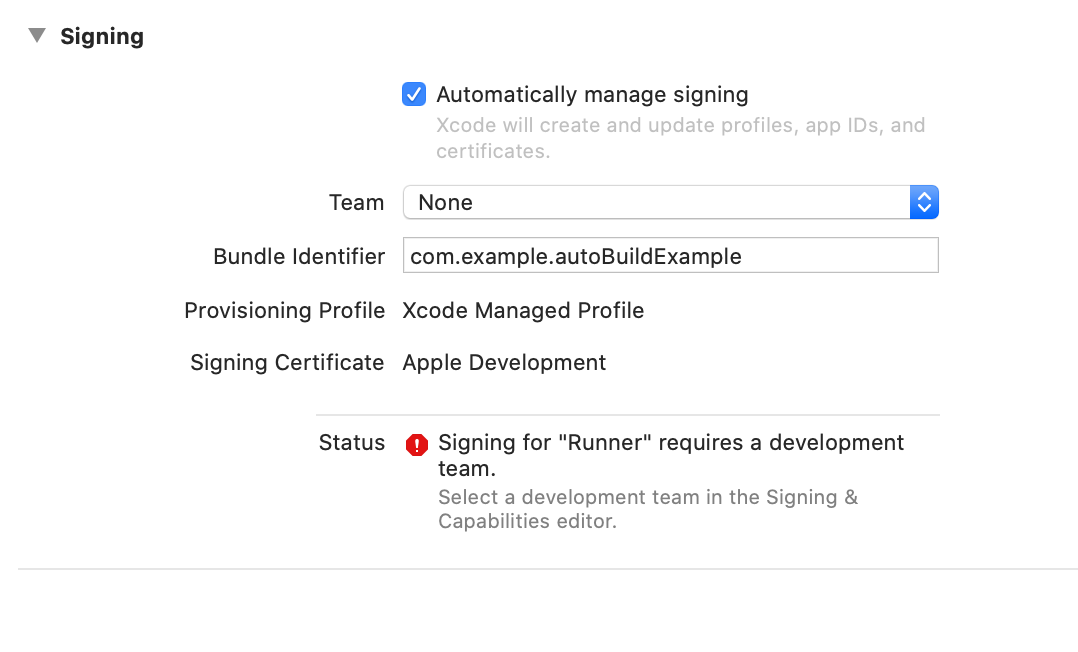 Signing
Automatically manage signing
Xcode will create and update profiles, app IDs, and
certificates.
Team None
Bundle Identifier com.example.autoBuildExample
Provisioning Profile Xcode Managed Profile
Signing Certificate Apple Development
Status Signing for "Runner" requires a development
team.
Select a development team in the Signing &
Capabilities editor.